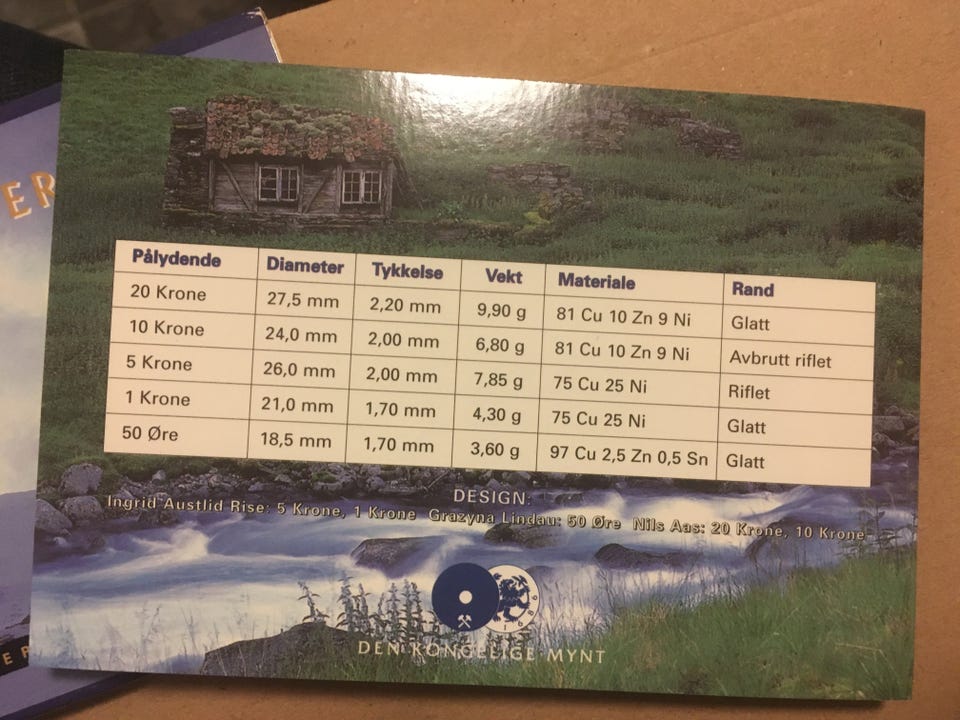 ER
Pålydende Diameter Tykkelse Vekt Materiale Rand
20 Krone 27,5 mm 2,20 mm 9,90 g 81 Cu 10 Zn 9 Ni Glatt
10 Krone 24,0 mm 2,00 mm 6,80 g 81 Cu 10 Zn 9 Ni Avbrutt riflet
5 Krone 26,0 mm 2,00 mm 7,85 g 75 Cu 25 Ni Riflet
1 Krone 21,0 mm 1,70 mm 4,30 g 75 Cu 25 Ni Glatt
50 Øre 18,5 mm 1,70 mm 3,60 g 97 Cu 2,5 Zn 0,5 Sn Glatt
DESIGN:
Ingrid Austlid Rise: 5 Krone, 1 Krone Grazyna Lindau: 50 Øre Nils Aas: 20 Krone, 10 Krone
1686
DEN KONGELIGE MYNT
ER